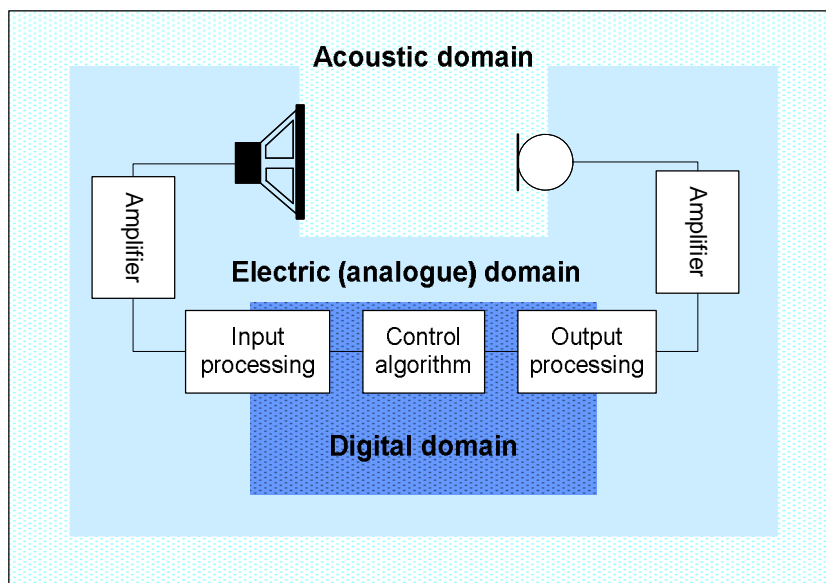 Acoustic domain
Amplifier
Amplifier
Electric (analogue) domain
Input
processing
Control
algorithm
Output
processing
Digital domain